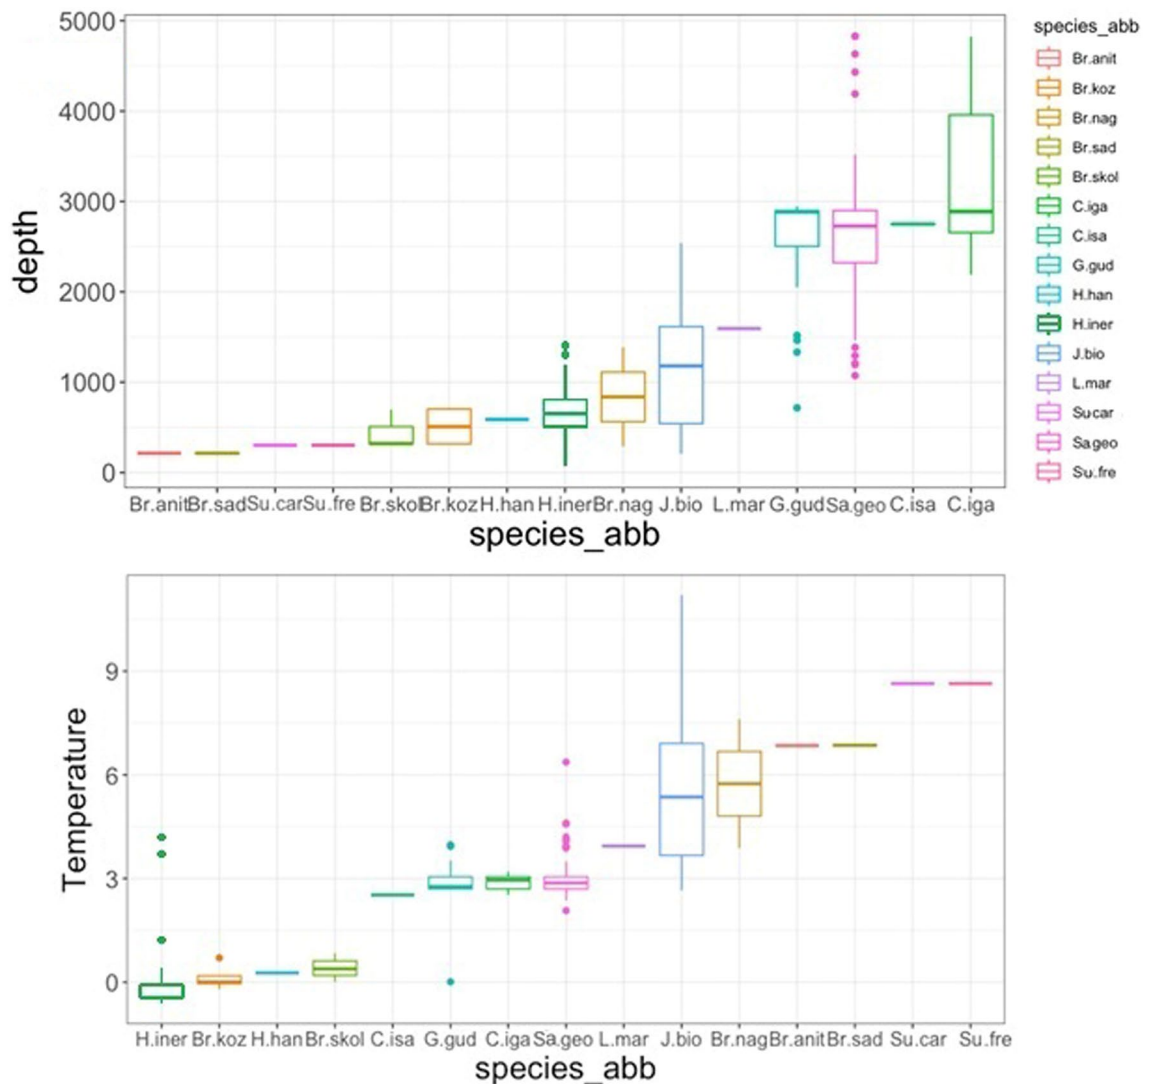 5000
4000
3000
2000
1000
0
depth
Br.anit Br.sad Su.car Su.fre Br.skol Br.koz H.han H.iner Br.nag J.bio L.mar G.gud Sa.geo C.isa C.iga
species_abb
species_abb
Br.anit
Br.koz
Br.nag
Br.sad
Br.skol
C.iga
C.isa
G.gud
H.han
H.iner
J.bio
L.mar
Su.car
Sa.geo
Su.fre
9
6
3
0
Temperature
H.iner Br.koz H.han Br.skol C.isa G.gud C.iga Sa.geo L.mar J.bio Br.nag Br.anit Br.sad Su.car Su.fre
species_abb